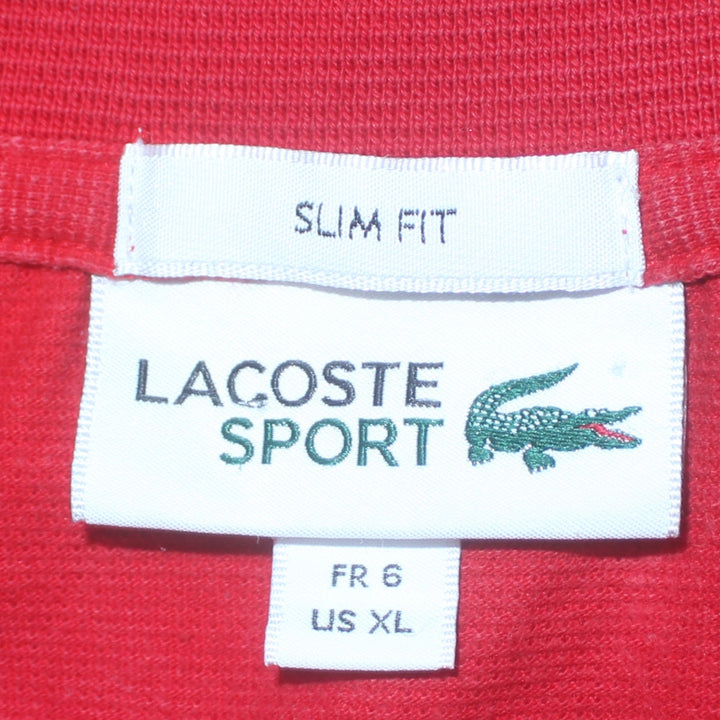 SLIM FIT
LACOSTE
SPORT
FR 6
US XL